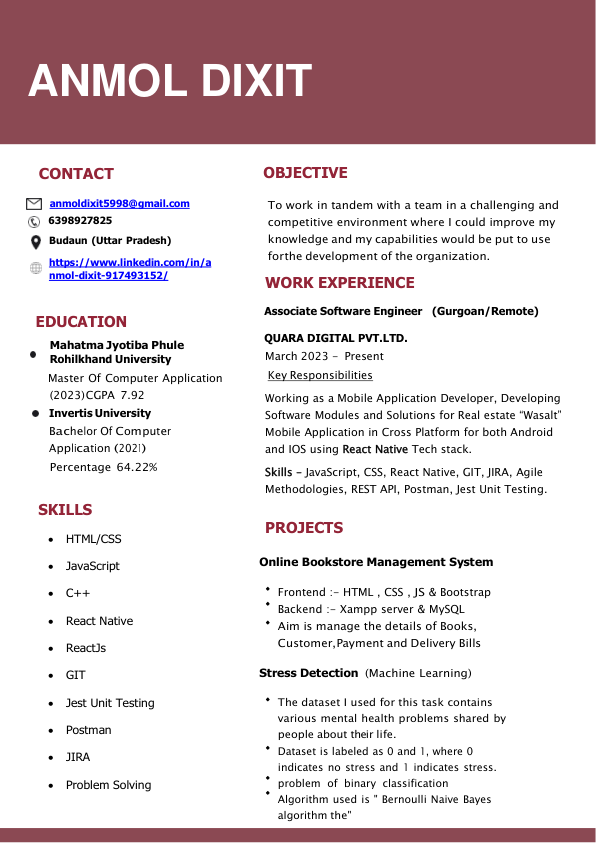 ANMOL DIXIT
CONTACT
anmoldixit5998@gmail.com
6398927825
Budaun (Uttar Pradesh)
https://www.linkedin.com/in/a
nmol-dixit-917493152/
EDUCATION
Mahatma Jyotiba Phule
Rohilkhand University
Master Of Computer Application
(2023)CGPA 7.92
Invertis University
Bachelor Of Computer
Application (2021)
Percentage 64.22%
SKILLS
HTML/CSS
JavaScript
C++
React Native
ReactJs
GIT
Jest Unit Testing
Postman
JIRA
Problem Solving
OBJECTIVE
To work in tandem with a team in a challenging and
competitive environment where I could improve my
knowledge and my capabilities would be put to use
forthe development of the organization.
WORK EXPERIENCE
Associate Software Engineer (Gurgoan/Remote)
QUARA DIGITAL PVT.LTD.
March 2023 – Present
Key Responsibilities
Working as a Mobile Application Developer, Developing
Software Modules and Solutions for Real estate “Wasalt”
Mobile Application in Cross Platform for both Android
and IOS using React Native Tech stack.
Skills – JavaScript, CSS, React Native, GIT, JIRA, Agile
Methodologies, REST API, Postman, Jest Unit Testing.
PROJECTS
Online Bookstore Management System
Frontend :- HTML , CSS , JS & Bootstrap
Backend :- Xampp server & MySQL
Aim is manage the details of Books,
Customer,Payment and Delivery Bills
Stress Detection (Machine Learning)
The dataset I used for this task contains
various mental health problems shared by
people about their life.
Dataset is labeled as 0 and 1, where 0
indicates no stress and 1 indicates stress.
problem of binary classification
Algorithm used is " Bernoulli Naive Bayes
algorithm the"